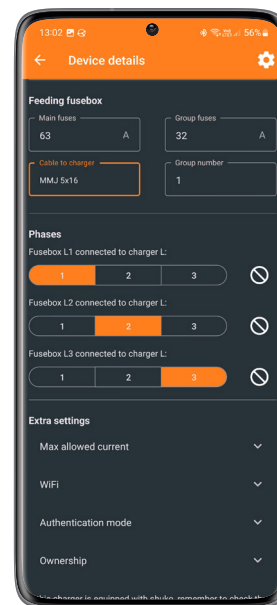 13:02 56%
Device details
Feeding fusebox
Main fuses Group fuses
63 A 32 A
Cable to charger Group number
MMJ 5x16 1
Phases
Fusebox L1 connected to charger L:
1 2 3
Fusebox L2 connected to charger L:
1 2 3
Fusebox L3 connected to charger L:
1 2 3
Extra settings
Max allowed current
WiFi
Authentication mode
Ownership
charger is equipped with shuko, remember to check